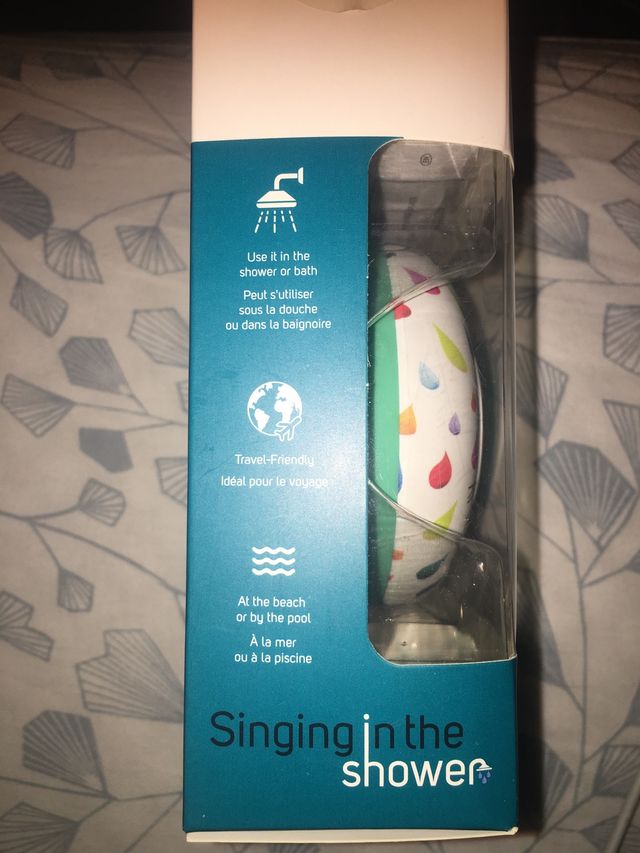 Use it in the
shower or bath
Peut s'utiliser
sous la douche
ou dans la baignoire
Travel-Friendly
Idéal pour le voyage
At the beach
or by the pool
À la mer
ou à la piscine
Singing in the
shower